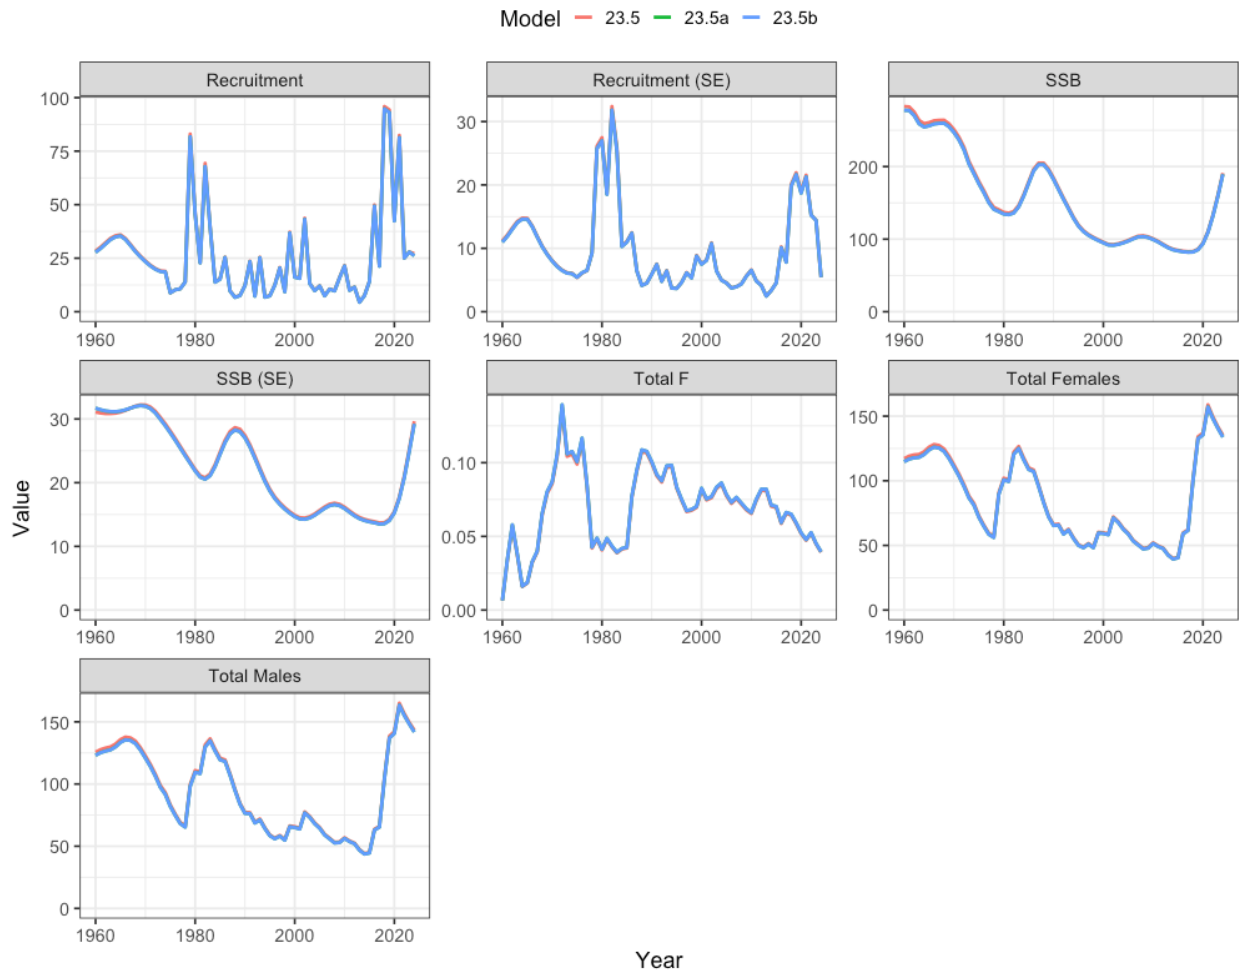 Model 23.5 23.5a 23.5b
Recruitment
Recruitment (SE)
SSB
100
75
50
25
0
1960 1980 2000 2020
30
20
10
0
1960 1980 2000 2020
200
100
0
1960 1980 2000 2020
SSB (SE)
Total F
Total Females
30
20
10
0
1960 1980 2000 2020
0.10
0.05
0.00
1960 1980 2000 2020
150
100
50
0
1960 1980 2000 2020
Total Males
150
100
50
0
1960 1980 2000 2020
Value
Year